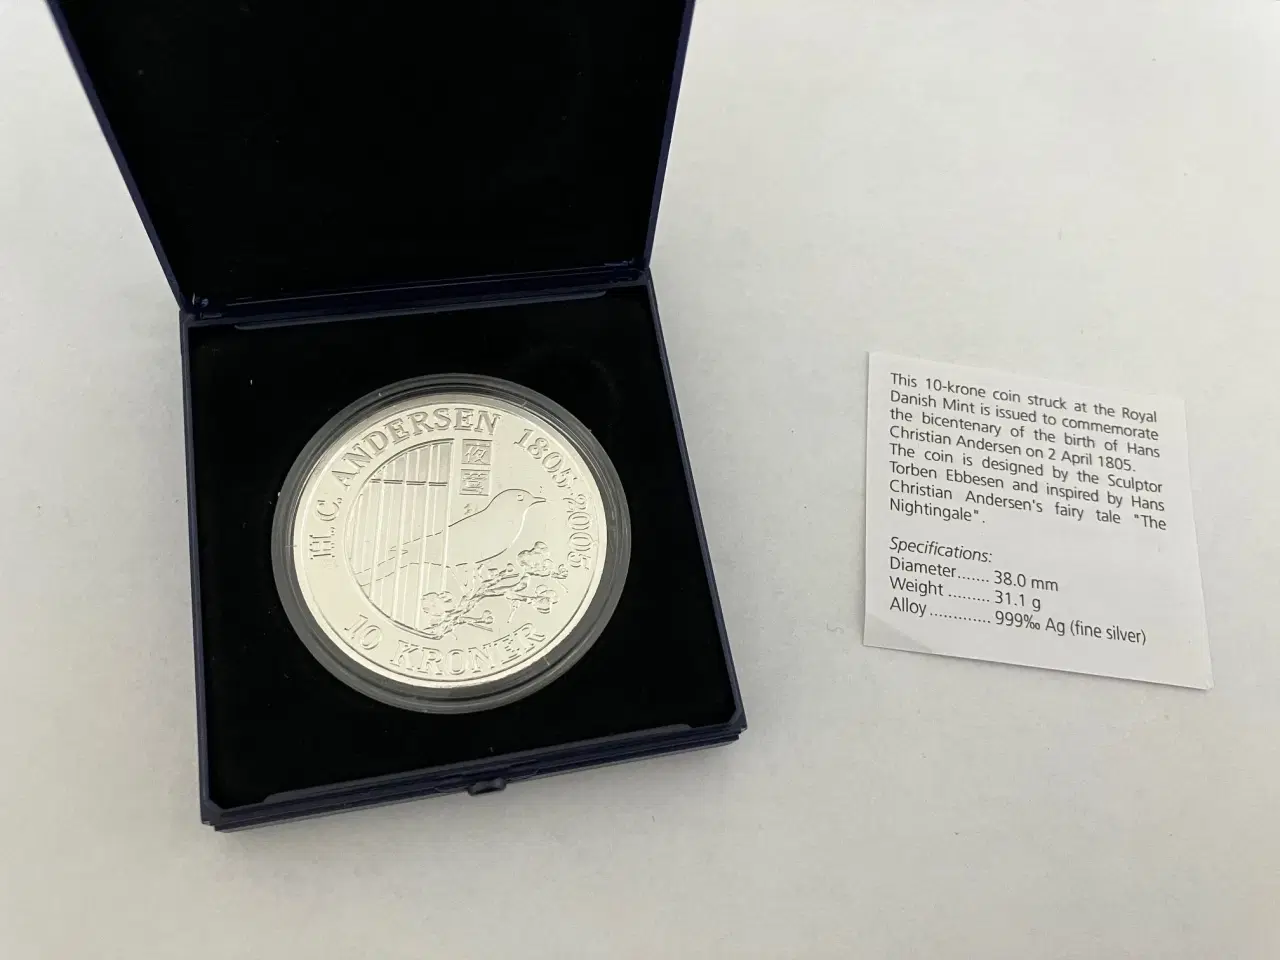 H.C. ANDERSEN 1805-2005
夜
鶯
10 KRONER
This 10-krone coin struck at the Royal
Danish Mint is issued to commemorate
the bicentenary of the birth of Hans
Christian Andersen on 2 April 1805.
The coin is designed by the Sculptor
Torben Ebbesen and inspired by Hans
Christian Andersen's fairy tale "The
Nightingale".
Specifications:
Diameter....... 38.0 mm
Weight ......... 31.1 g
Alloy ............. 999‰ Ag (fine silver)